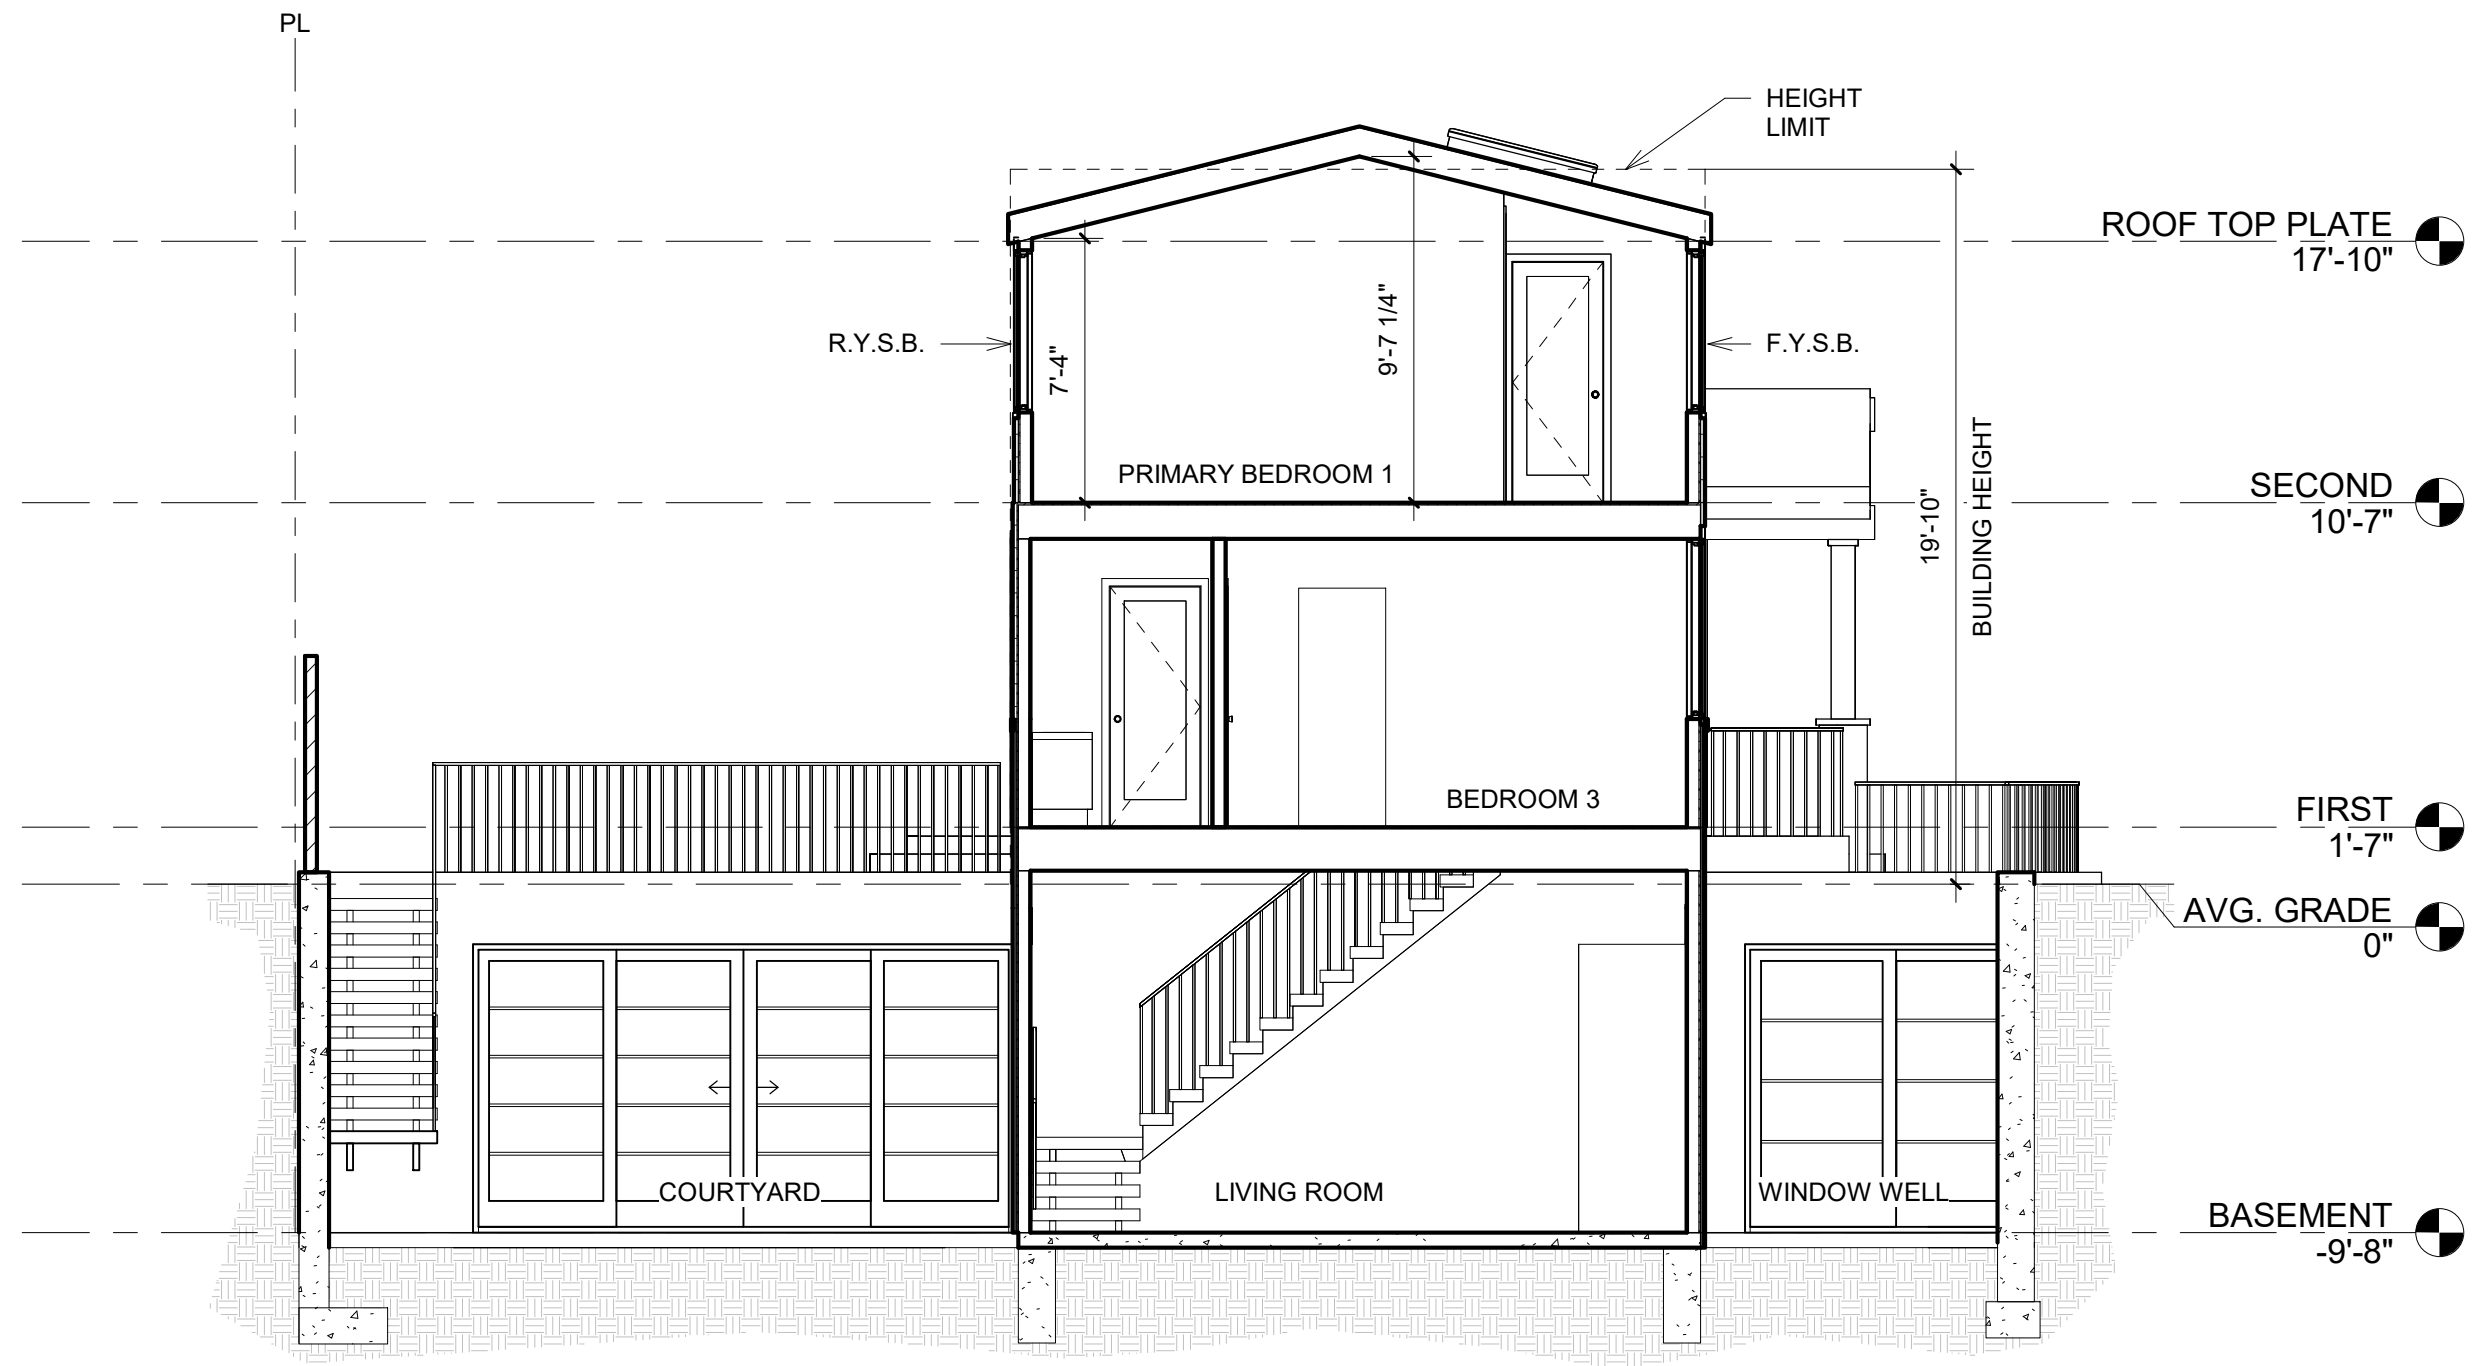 PL
HEIGHT
LIMIT
ROOF TOP PLATE
17'-10"
R.Y.S.B.
7'-4"
9'-7 1/4"
F.Y.S.B.
PRIMARY BEDROOM 1
SECOND
10'-7"
19'-10"
BUILDING HEIGHT
BEDROOM 3
FIRST
1'-7"
AVG. GRADE
0"
COURTYARD
LIVING ROOM
WINDOW WELL
BASEMENT
-9'-8"